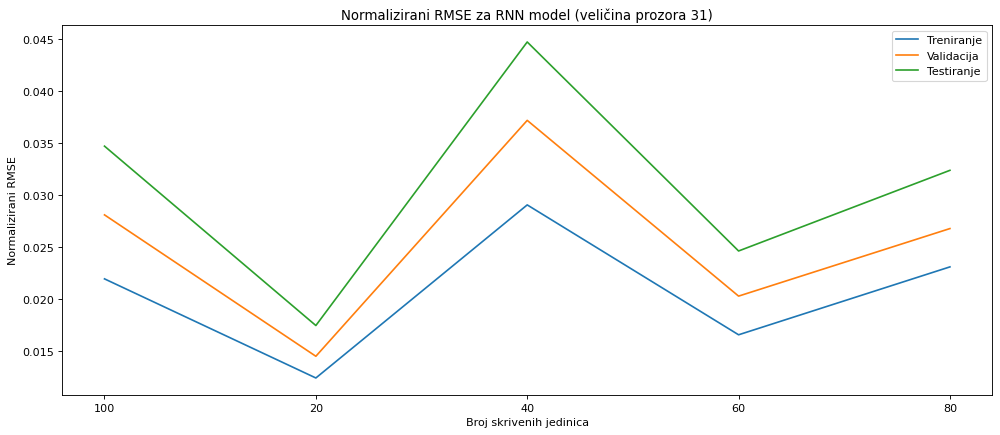 Normalizirani RMSE za RNN model (veličina prozora 31)
Treniranje
Validacija
Testiranje
Normalizirani RMSE
0.045
0.040
0.035
0.030
0.025
0.020
0.015
100 20 40 60 80
Broj skrivenih jedinica